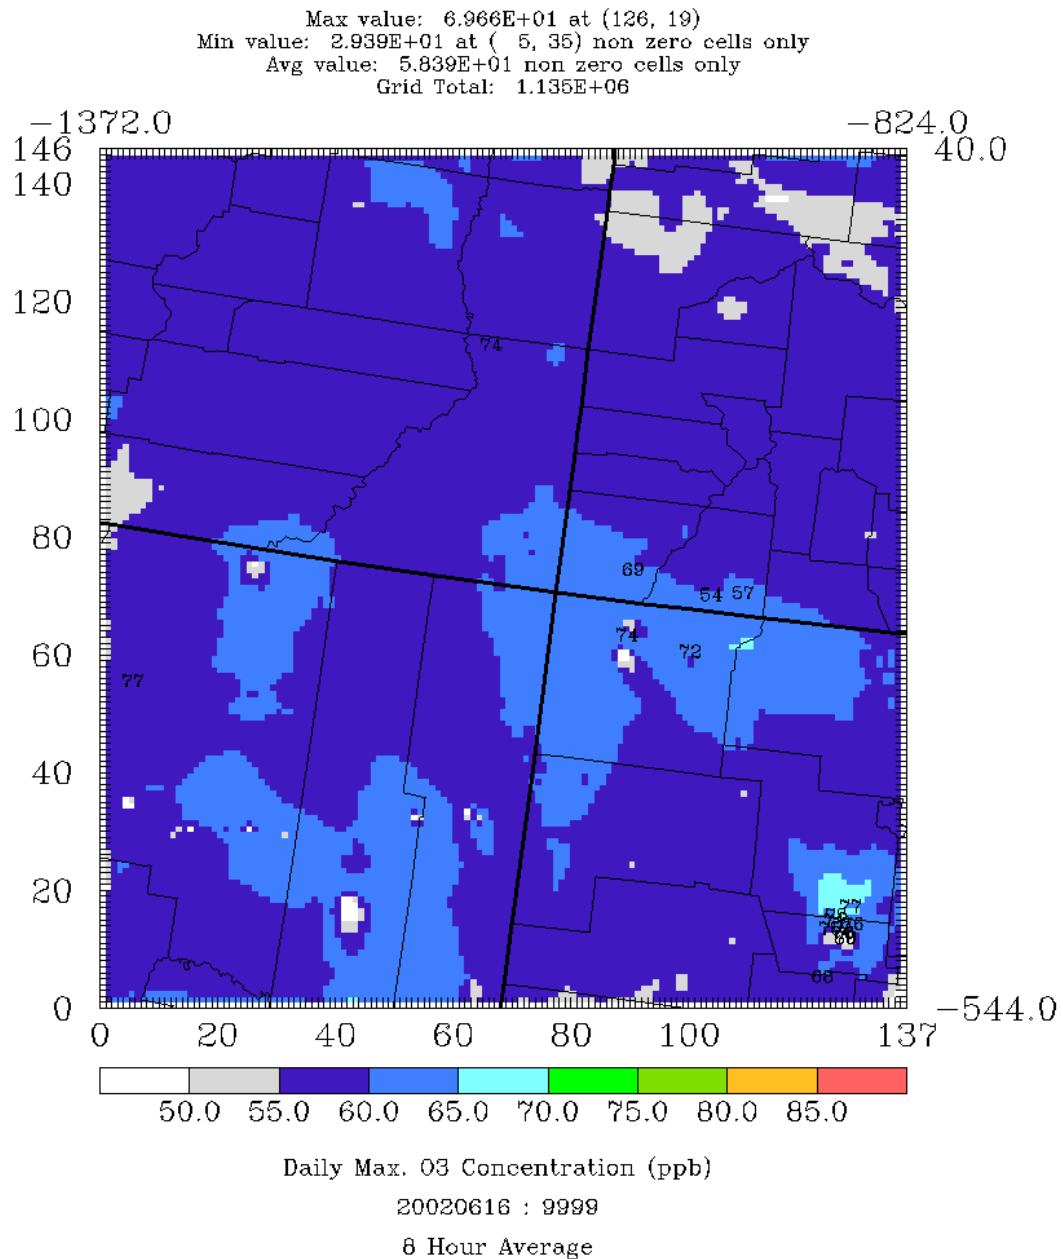 Max value: 6.966E+01 at (126, 19)
Min value: 2.939E+01 at ( 5, 35) non zero cells only
Avg value: 5.839E+01 non zero cells only
Grid Total: 1.135E+06
-1372.0 -824.0
146 40.0
140
120
74
100
80
69
54 57
74
72
60
77
40
20
77
69
68
0 -544.0
0 20 40 60 80 100 137
50.0 55.0 60.0 65.0 70.0 75.0 80.0 85.0
Daily Max. O3 Concentration (ppb)
20020616 : 9999
8 Hour Average